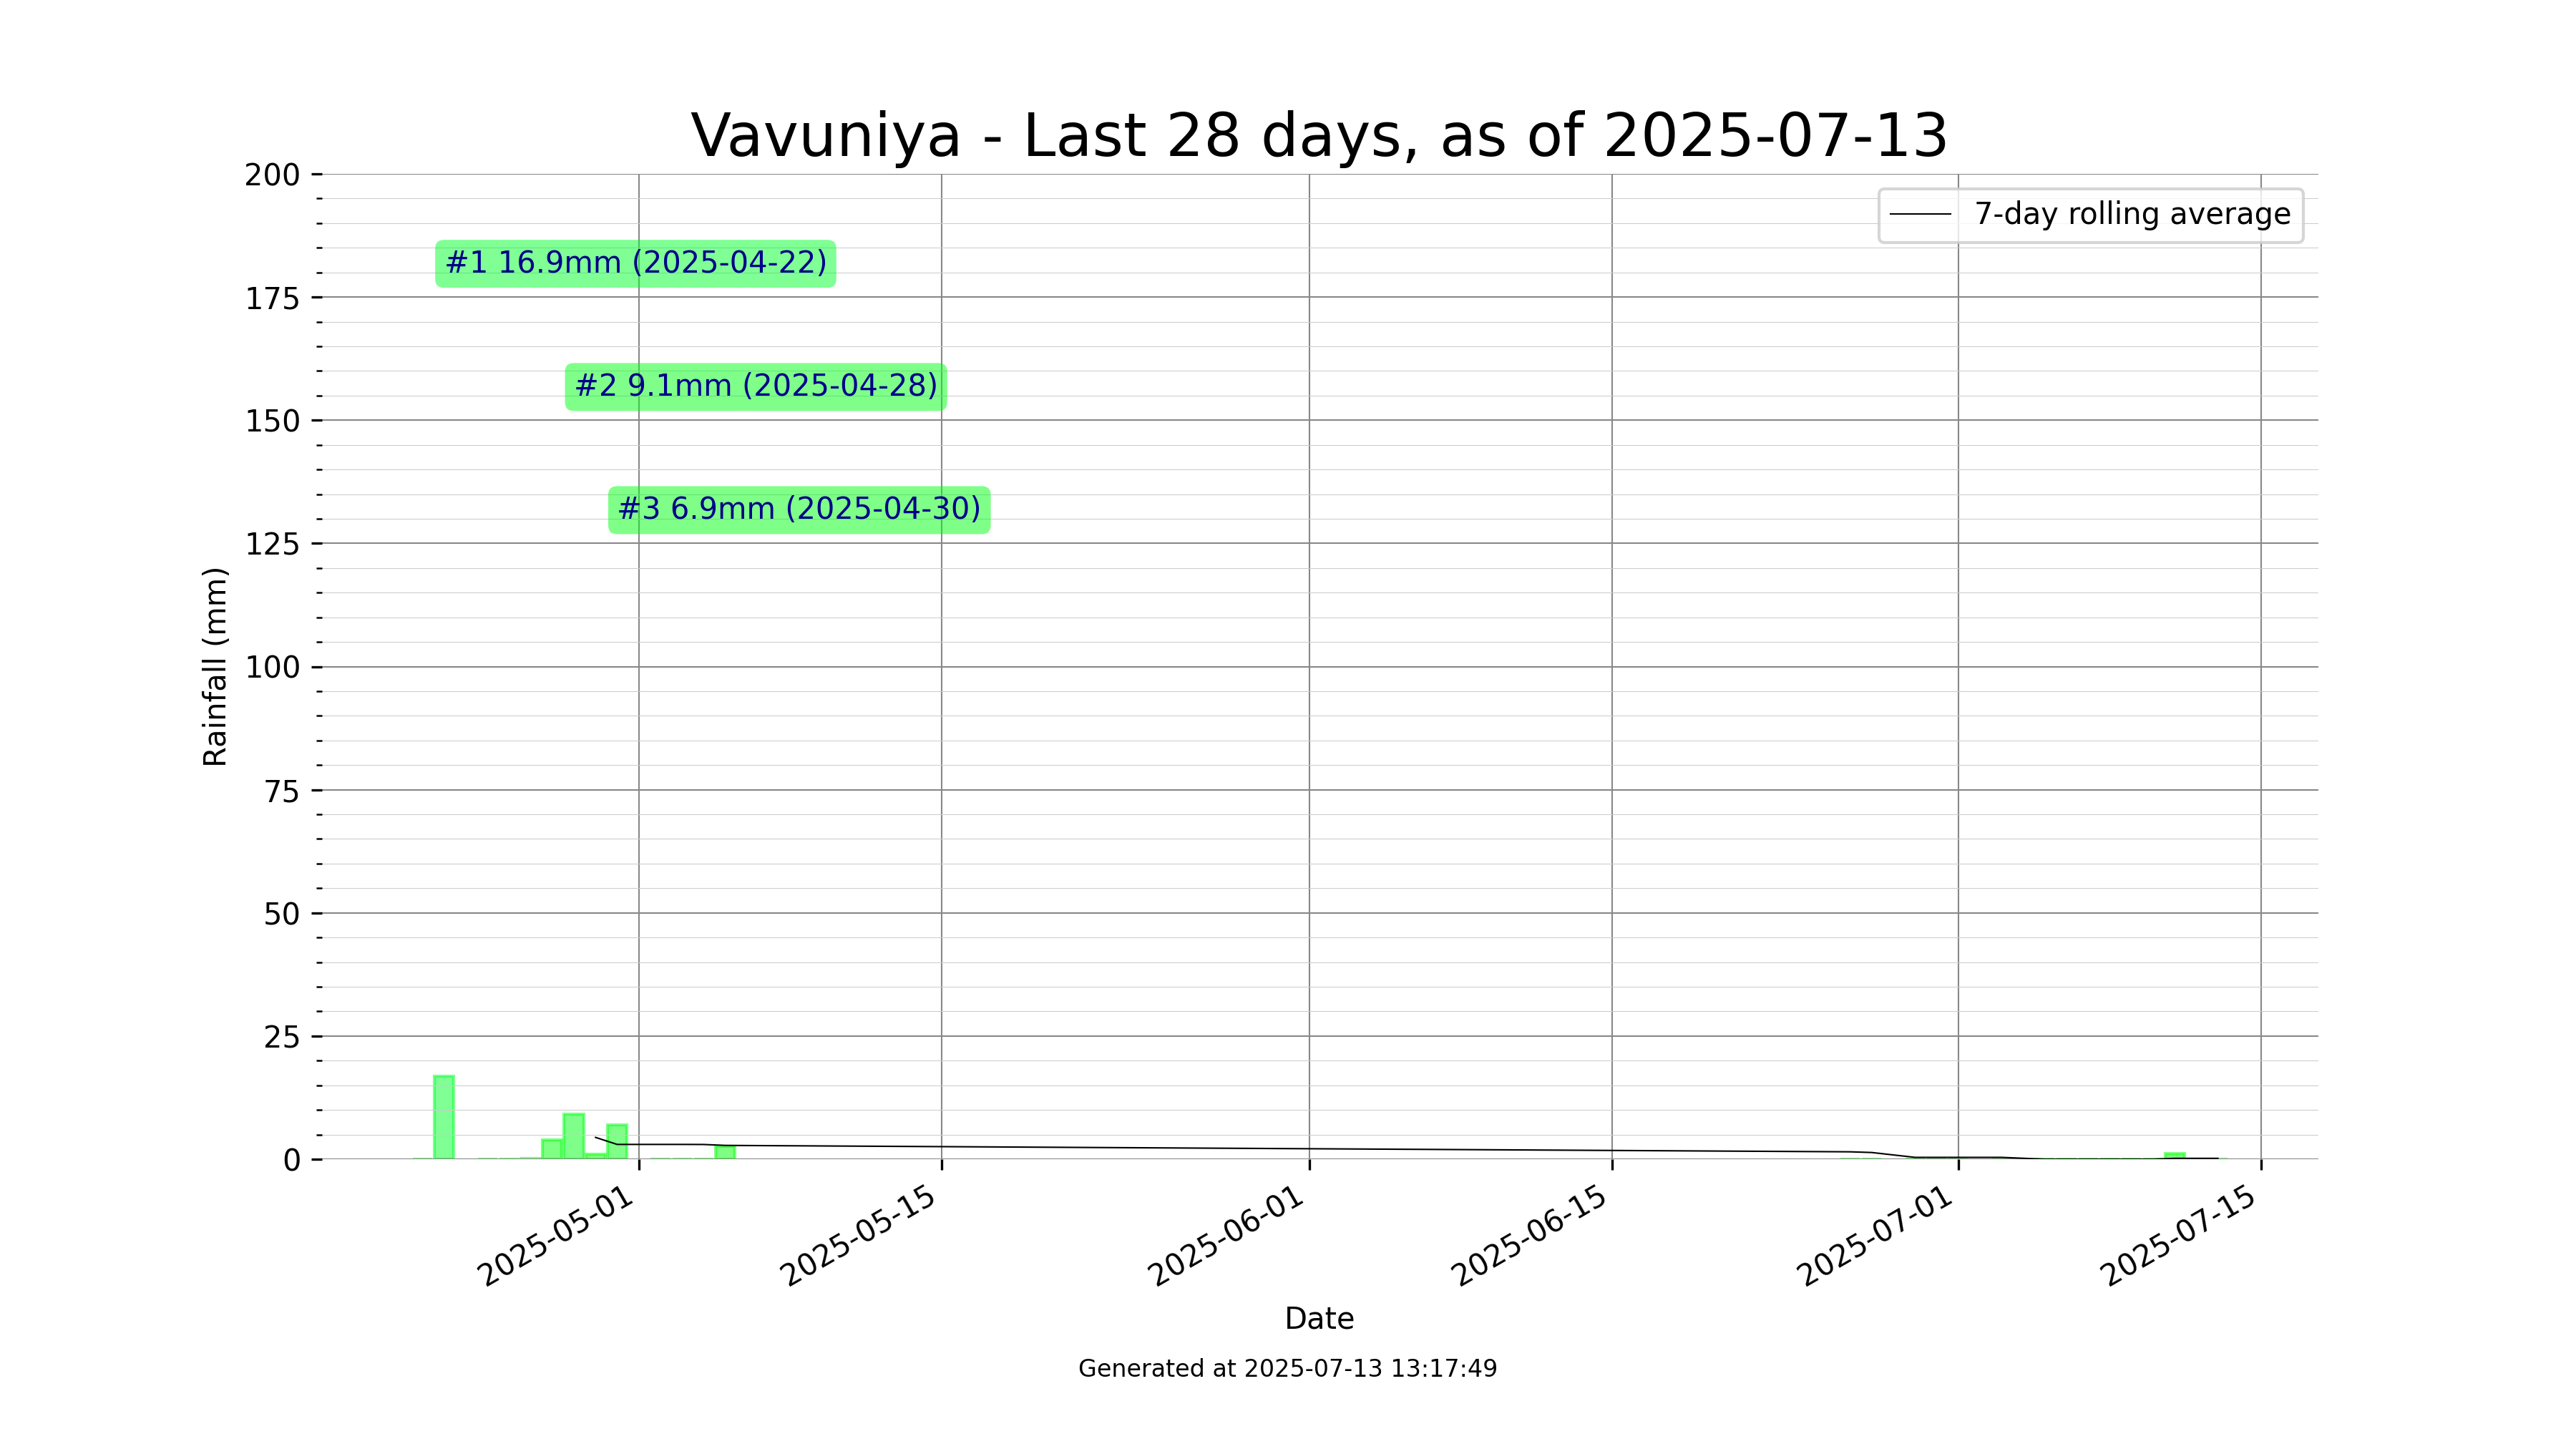 Vavuniya - Last 28 days, as of 2025-07-13
200
175
150
125
100
75
50
25
0
Rainfall (mm)
7-day rolling average
#1 16.9mm (2025-04-22)
#2 9.1mm (2025-04-28)
#3 6.9mm (2025-04-30)
2025-05-01
2025-05-15
2025-06-01
2025-06-15
2025-07-01
2025-07-15
Date
Generated at 2025-07-13 13:17:49